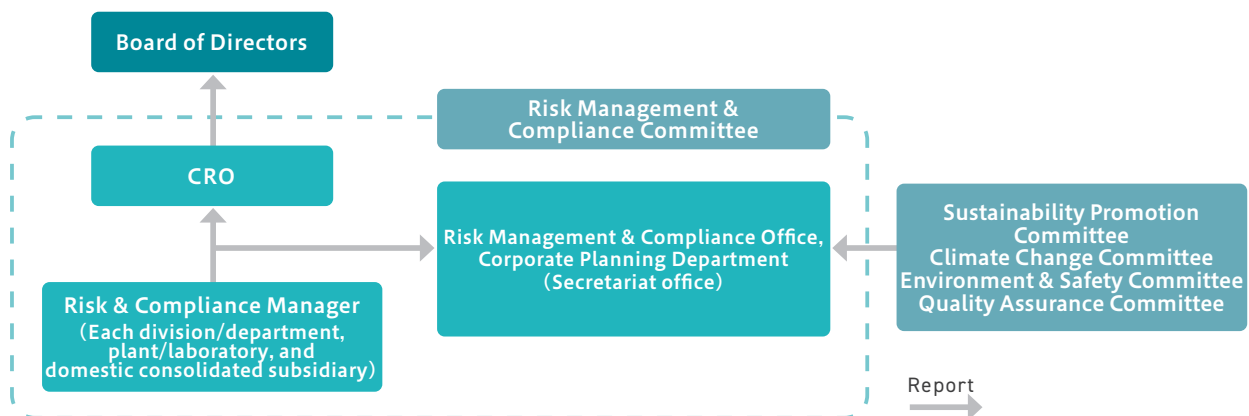 Board of Directors
Risk Management &
Compliance Committee
CRO
Risk Management & Compliance Office,
Corporate Planning Department
(Secretariat office)
Sustainability Promotion
Committee
Climate Change Committee
Environment & Safety Committee
Quality Assurance Committee
Risk & Compliance Manager
(Each division/department,
plant/laboratory, and
domestic consolidated subsidiary)
Report